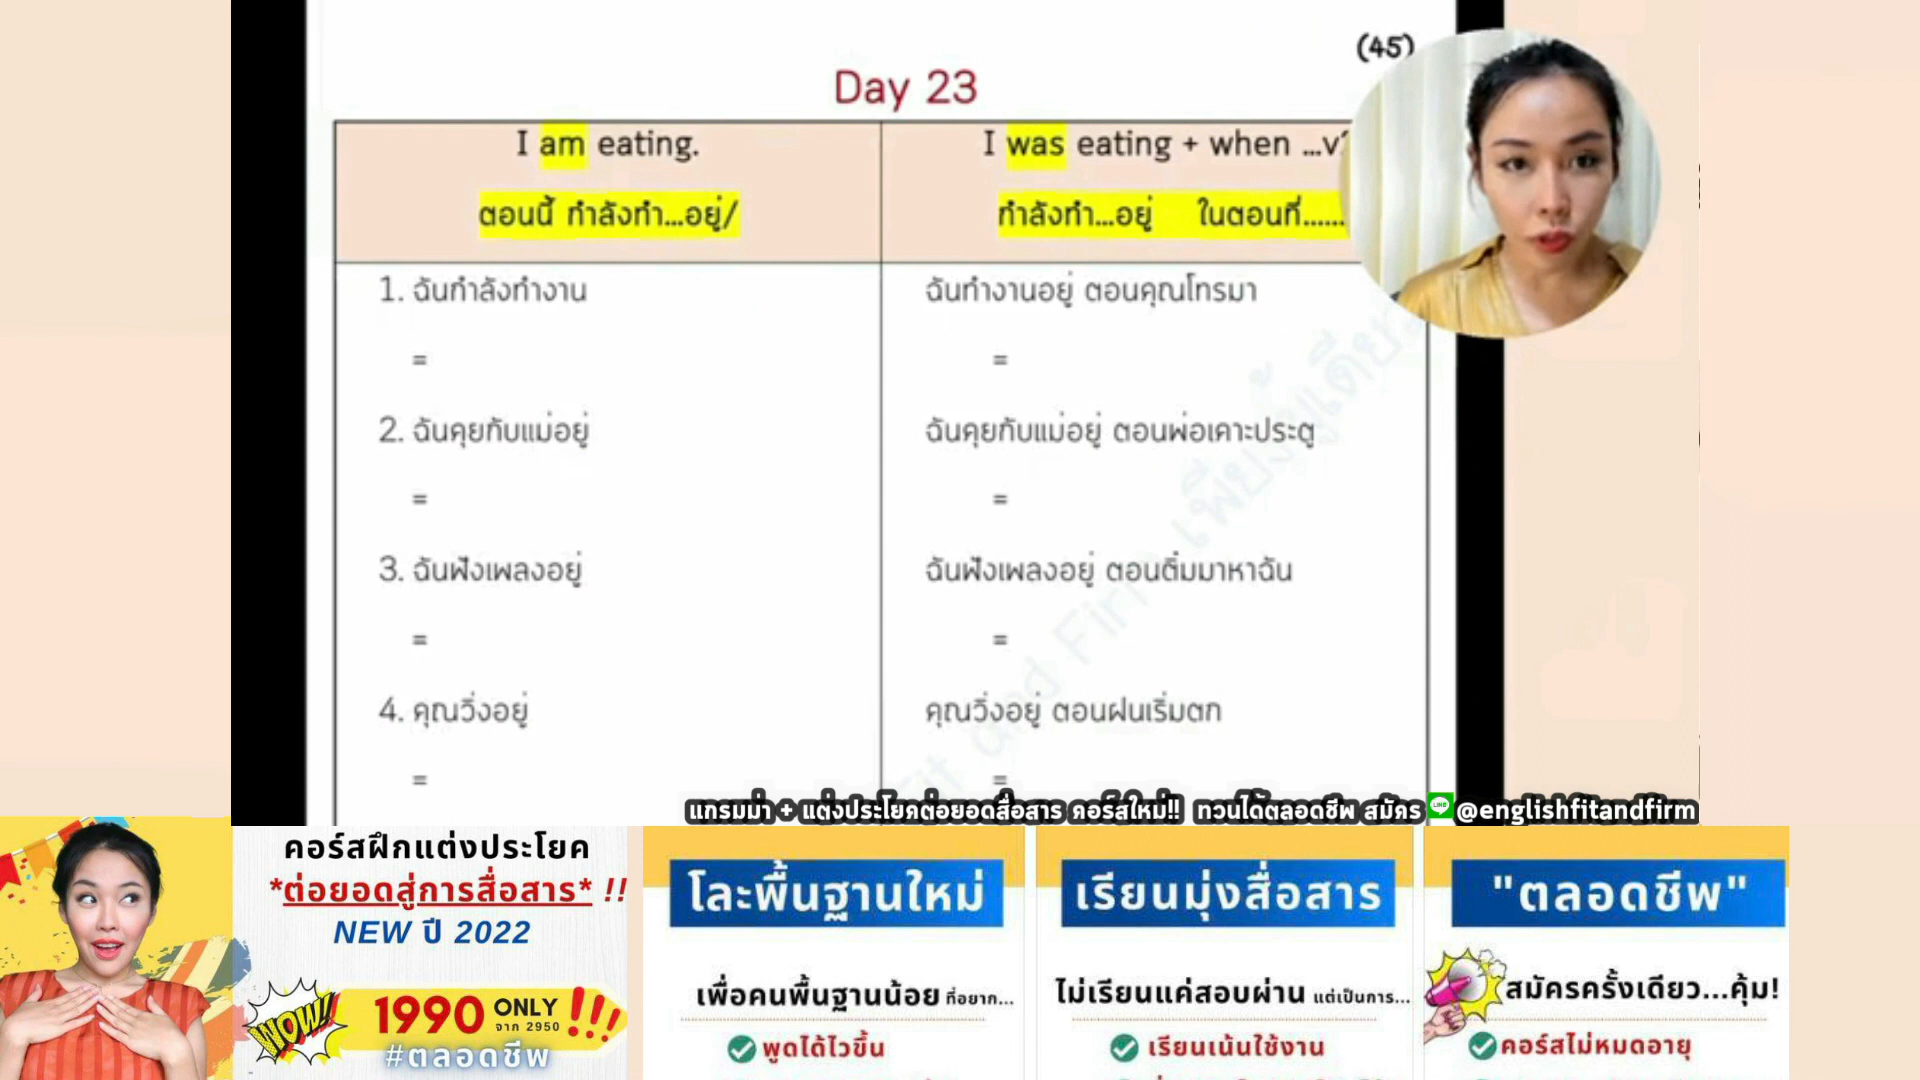 (45)
Day 23
I am eating.
I was eating + when ...v
ตอนนี้ กำลังทำ...อยู่/
กำลังทำ...อยู่ ในตอนที่......
1. ฉันกำลังทำงาน
ฉันทำงานอยู่ ตอนคุณโทรมา
=
=
2. ฉันคุยกับแม่อยู่
ฉันคุยกับแม่อยู่ ตอนพ่อเคาะประตู
=
=
3. ฉันฟังเพลงอยู่
ฉันฟังเพลงอยู่ ตอนติ่มมาหาฉัน
=
=
4. คุณวิ่งอยู่
คุณวิ่งอยู่ ตอนฝนเริ่มตก
=
=
Fit and Firm เพียงผู้เดียว
แกรมม่า + แต่งประโยคต่อยอดสื่อสาร คอร์สใหม่!! ทวนได้ตลอดชีพ สมัคร LINE @englishfitandfirm
คอร์สฝึกแต่งประโยค
*ต่อยอดสู่การสื่อสาร* !!
NEW ปี 2022
WOW!!
1990 ONLY
จาก 2950
!!!
#ตลอดชีพ
โละพื้นฐานใหม่
เพื่อคนพื้นฐานน้อย ที่อยาก...
พูดได้ไวขึ้น
เรียนมุ่งสื่อสาร
ไม่เรียนแค่สอบผ่าน แต่เป็นการ...
เรียนเน้นใช้งาน
"ตลอดชีพ"
สมัครครั้งเดียว...คุ้ม!
คอร์สไม่หมดอายุ